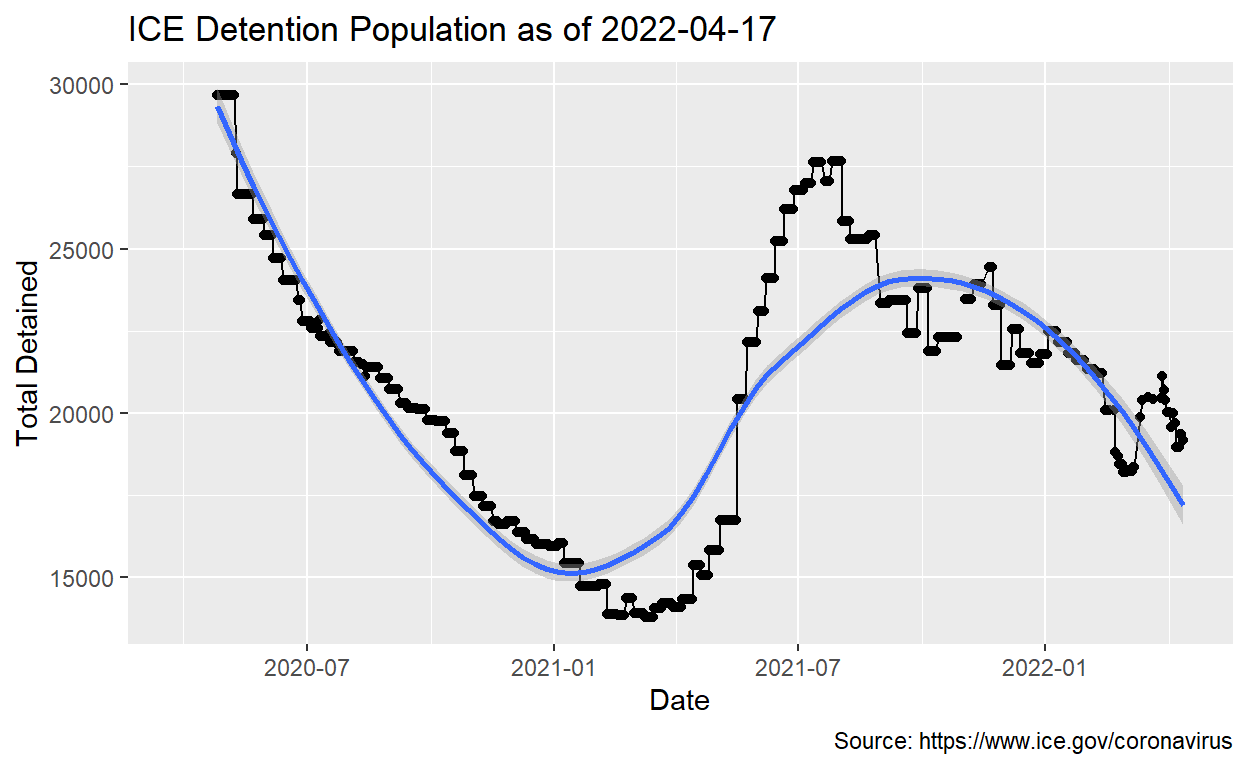 ICE Detention Population as of 2022-04-17
30000
25000
20000
15000
Total Detained
2020-07
2021-01
2021-07
2022-01
Date
Source: https://www.ice.gov/coronavirus